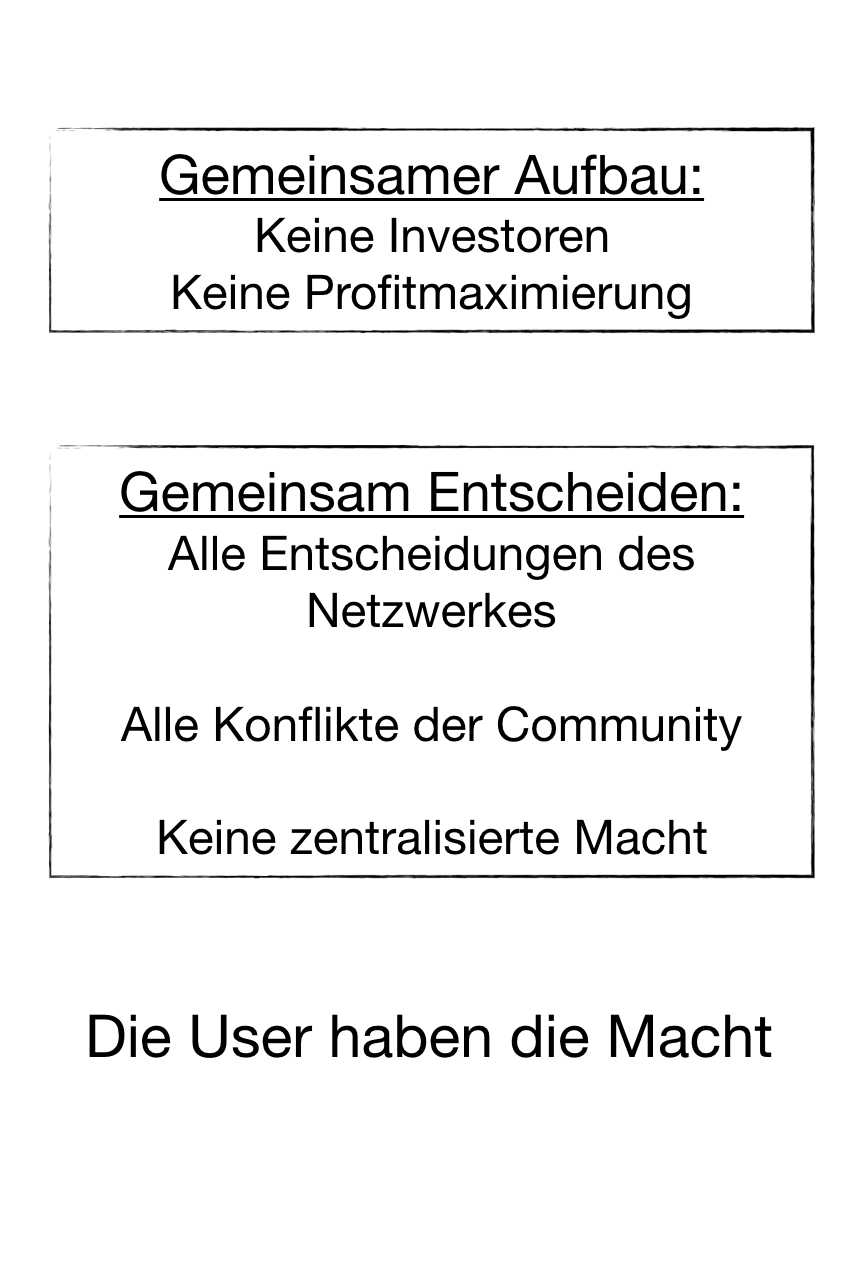 Gemeinsamer Aufbau:
Keine Investoren
Keine Profitmaximierung
Gemeinsam Entscheiden:
Alle Entscheidungen des
Netzwerkes
Alle Konflikte der Community
Keine zentralisierte Macht
Die User haben die Macht